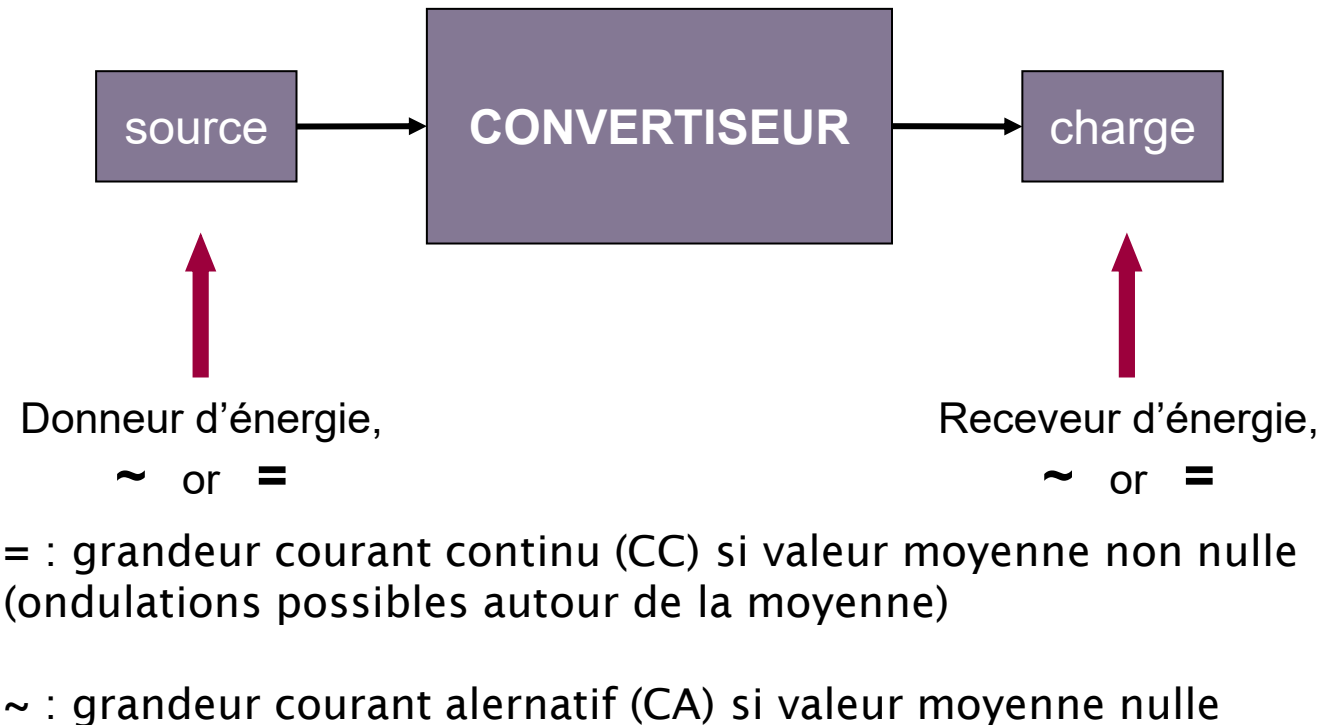 source
CONVERTISEUR
charge
Donneur d’énergie,
~ or =
Receveur d’énergie,
~ or =
= : grandeur courant continu (CC) si valeur moyenne non nulle
(ondulations possibles autour de la moyenne)
~ : grandeur courant alernatif (CA) si valeur moyenne nulle